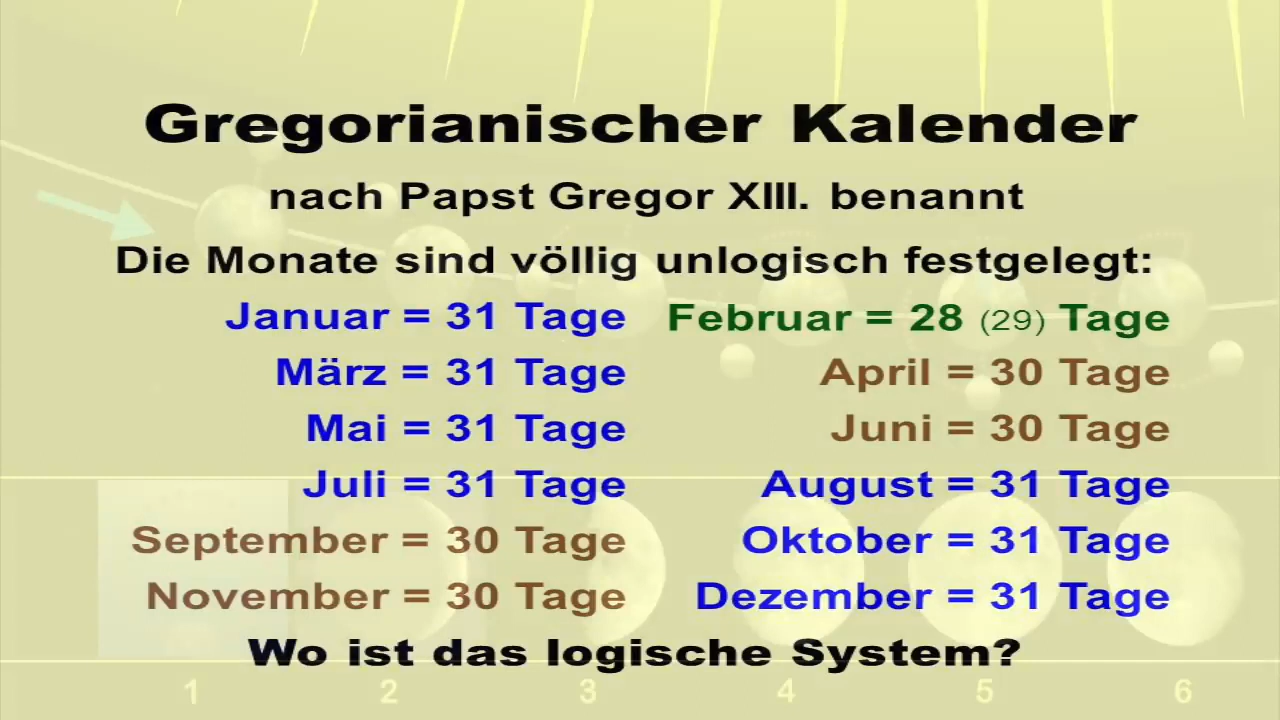 Gregorianischer Kalender
nach Papst Gregor XIII. benannt
Die Monate sind völlig unlogisch festgelegt:
Januar = 31 Tage Februar = 28 (29) Tage
März = 31 Tage April = 30 Tage
Mai = 31 Tage Juni = 30 Tage
Juli = 31 Tage August = 31 Tage
September = 30 Tage Oktober = 31 Tage
November = 30 Tage Dezember = 31 Tage
Wo ist das logische System?
1 2 3 4 5 6